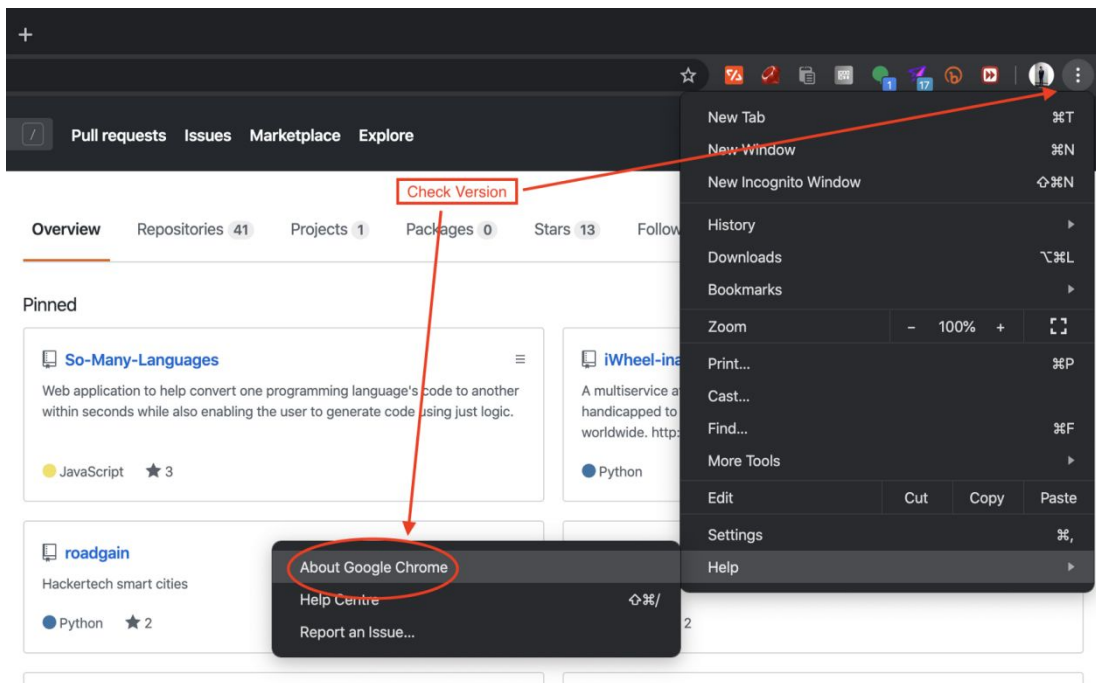 +
1
17
/ Pull requests Issues Marketplace Explore
Check Version
Overview Repositories 41 Projects 1 Packages 0 Stars 13 Follow
Pinned
So-Many-Languages
Web application to help convert one programming language's code to another
within seconds while also enabling the user to generate code using just logic.
JavaScript ★ 3
iWheel-ina
A multiservice a
handicapped to
worldwide. http:
Python
roadgain
Hackertech smart cities
Python ★ 2
2
New Tab ⌘T
New Window ⌘N
New Incognito Window ⇧⌘N
History ▸
Downloads ⌥⌘L
Bookmarks ▸
Zoom − 100% +
Print... ⌘P
Cast...
Find... ⌘F
More Tools ▸
Edit Cut Copy Paste
Settings ⌘,
Help ▸
About Google Chrome
Help Centre ⇧⌘/
Report an Issue...